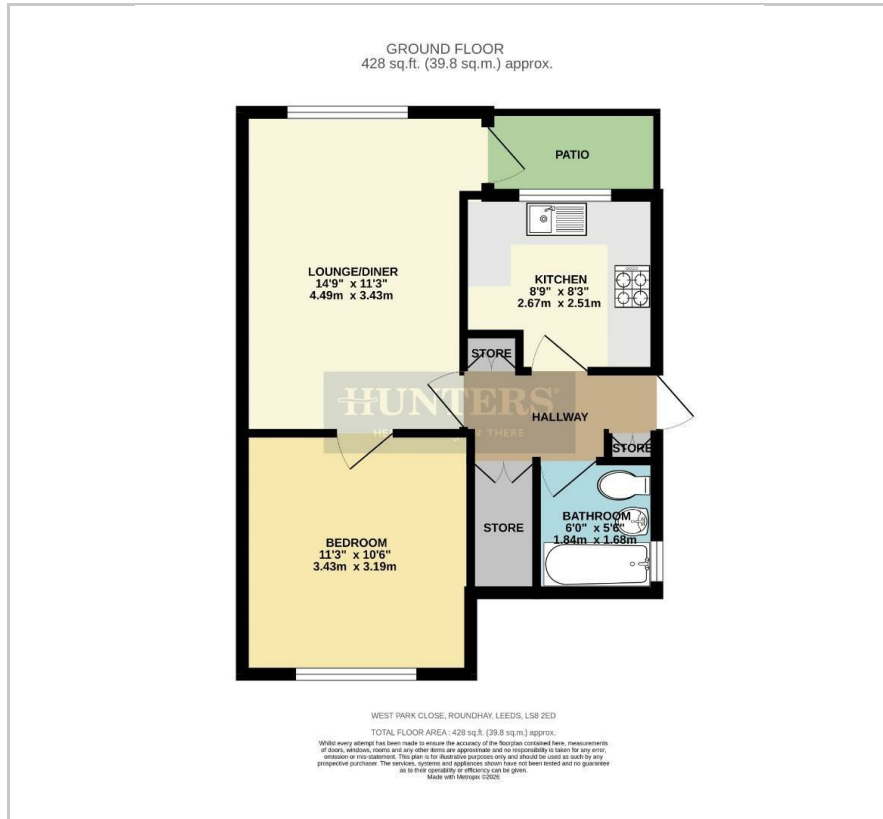 GROUND FLOOR
428 sq.ft. (39.8 sq.m.) approx.
PATIO
LOUNGE/DINER
14'9" x 11'3"
4.49m x 3.43m
KITCHEN
8'9" x 8'3"
2.67m x 2.51m
STORE
HUNTERS®
HERE THERE
HALLWAY
STORE
BATHROOM
6'0" x 5'6"
1.84m x 1.68m
STORE
BEDROOM
11'3" x 10'6"
3.43m x 3.19m
WEST PARK CLOSE, ROUNDHAY, LEEDS, LS8 2ED
TOTAL FLOOR AREA : 428 sq.ft. (39.8 sq.m.) approx.
Whilst every attempt has been made to ensure the accuracy of the floorplan contained here, measurements
of doors, windows, rooms and any other items are approximate and no responsibility is taken for any error,
omission or mis-statement. This plan is for illustrative purposes only and should be used as such by any
prospective purchaser. The services, systems and appliances shown have not been tested and no guarantee
as to their operability or efficiency can be given.
Made with Metropix ©2026